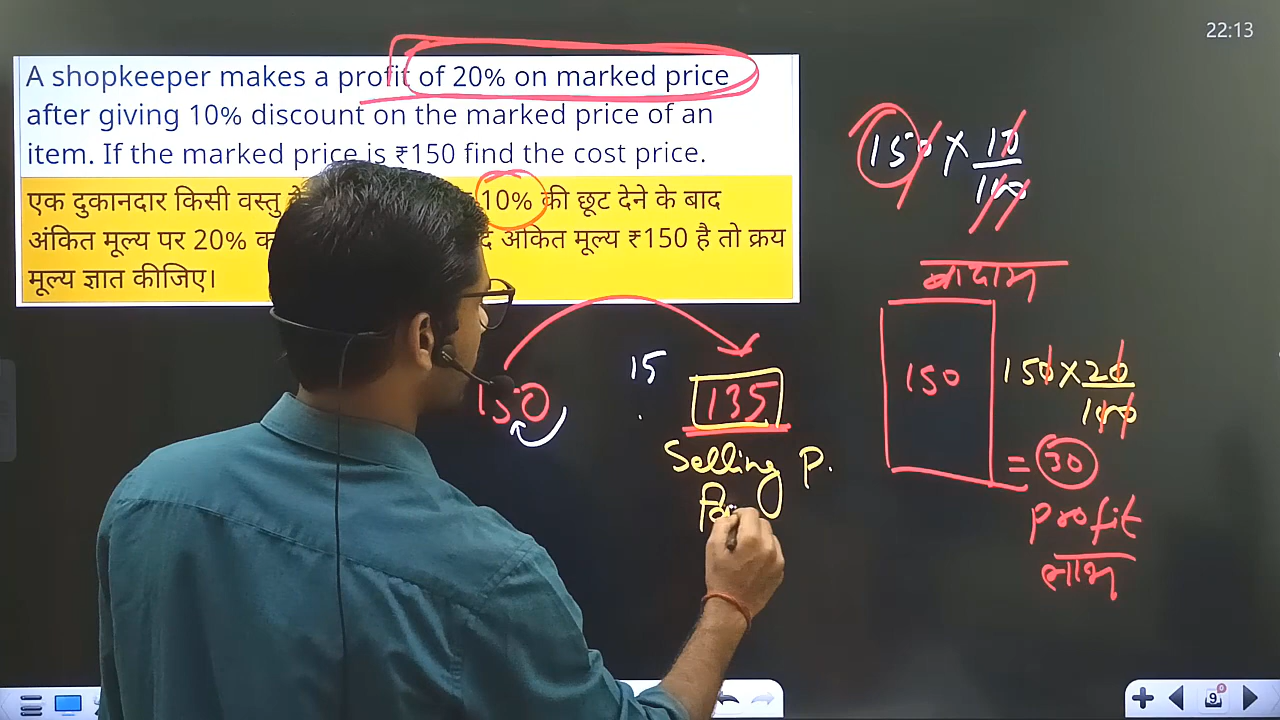 22:13
A shopkeeper makes a profit of 20% on marked price
after giving 10% discount on the marked price of an
item. If the marked price is ₹150 find the cost price.
एक दुकानदार किसी वस्तु 10% की छूट देने के बाद
अंकित मूल्य पर 20% अंकित मूल्य ₹150 है तो क्रय
मूल्य ज्ञात कीजिए।
150 × 10/100
बादाम
150
150 × 20/100
= 30
profit
लाभ
150
15
135
Selling P.
9